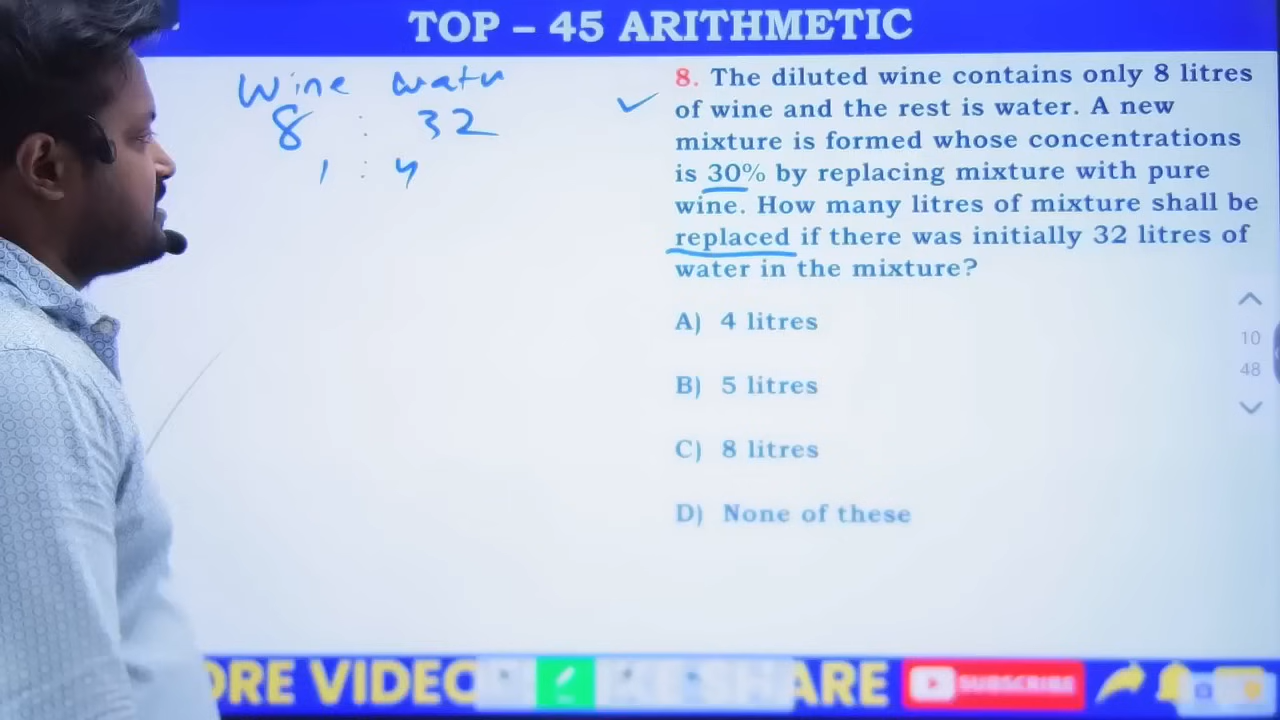 TOP – 45 ARITHMETIC
Wine
8 : 32
1 : 4
8. The diluted wine contains only 8 litres
of wine and the rest is water. A new
mixture is formed whose concentrations
is 30% by replacing mixture with pure
wine. How many litres of mixture shall be
replaced if there was initially 32 litres of
water in the mixture?
A) 4 litres
B) 5 litres
C) 8 litres
D) None of these
10
48
ORE VIDEO SHARE SUBSCRIBE